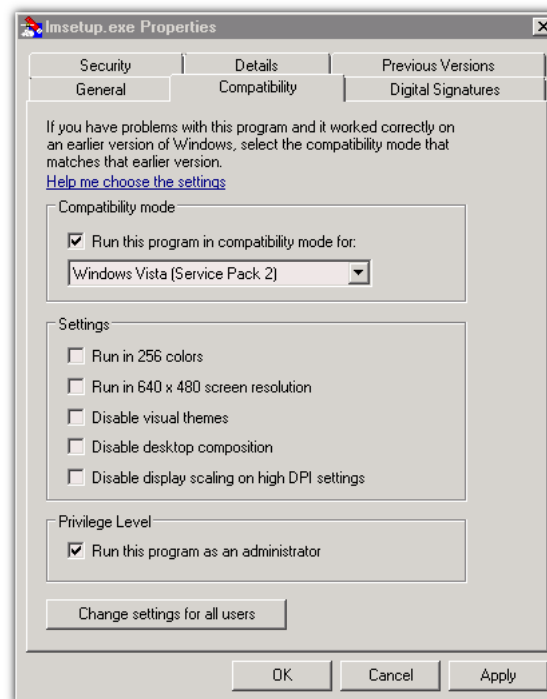 lmsetup.exe Properties
Security Details Previous Versions
General Compatibility Digital Signatures
If you have problems with this program and it worked correctly on
an earlier version of Windows, select the compatibility mode that
matches that earlier version.
Help me choose the settings
Compatibility mode
Run this program in compatibility mode for:
Windows Vista (Service Pack 2)
Settings
Run in 256 colors
Run in 640 x 480 screen resolution
Disable visual themes
Disable desktop composition
Disable display scaling on high DPI settings
Privilege Level
Run this program as an administrator
Change settings for all users
OK Cancel Apply